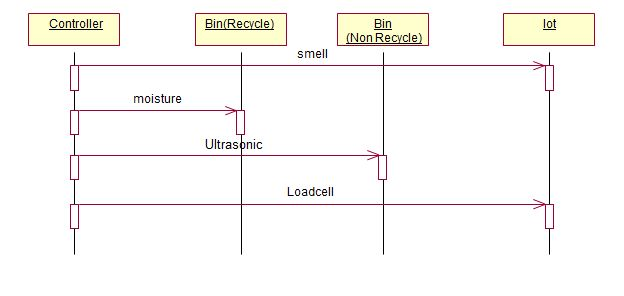 Controller
Bin(Recycle)
Bin
(Non Recycle)
Iot
smell
moisture
Ultrasonic
Loadcell